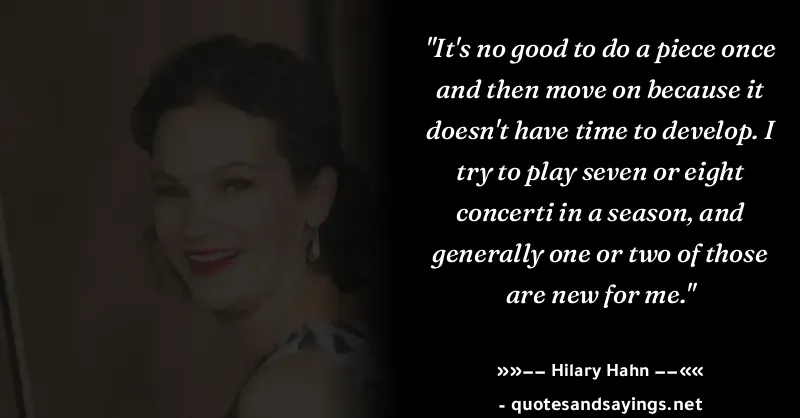 "It's no good to do a piece once
and then move on because it
doesn't have time to develop. I
try to play seven or eight
concerti in a season, and
generally one or two of those
are new for me."
»»–– Hilary Hahn ––««
- quotesandsayings.net